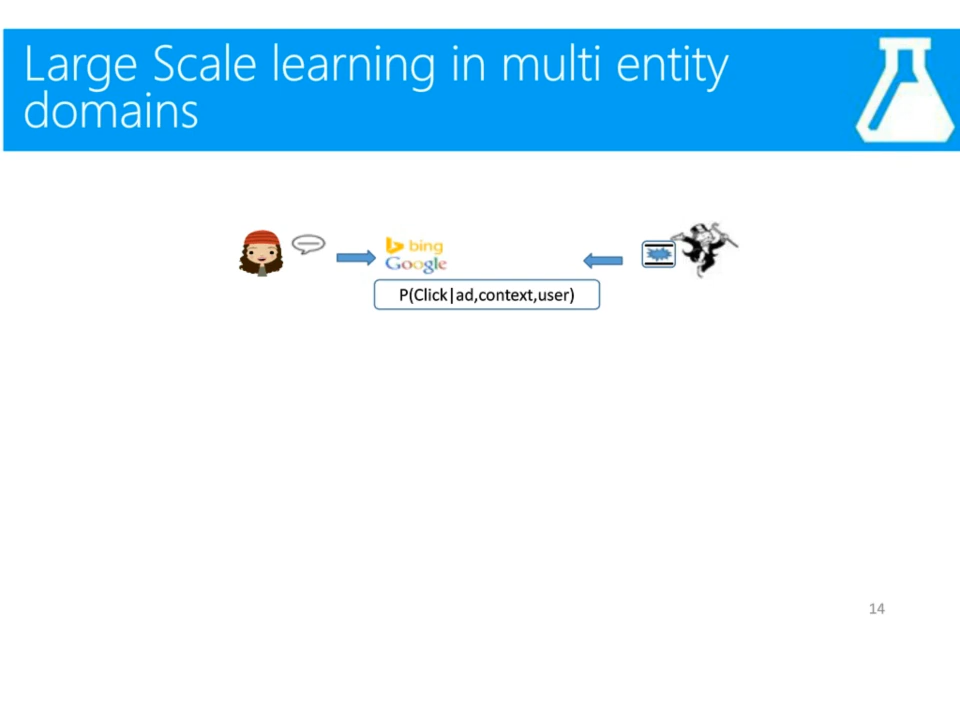 Large Scale learning in multi entity
domains
bing
Google
P(Click|ad,context,user)
14